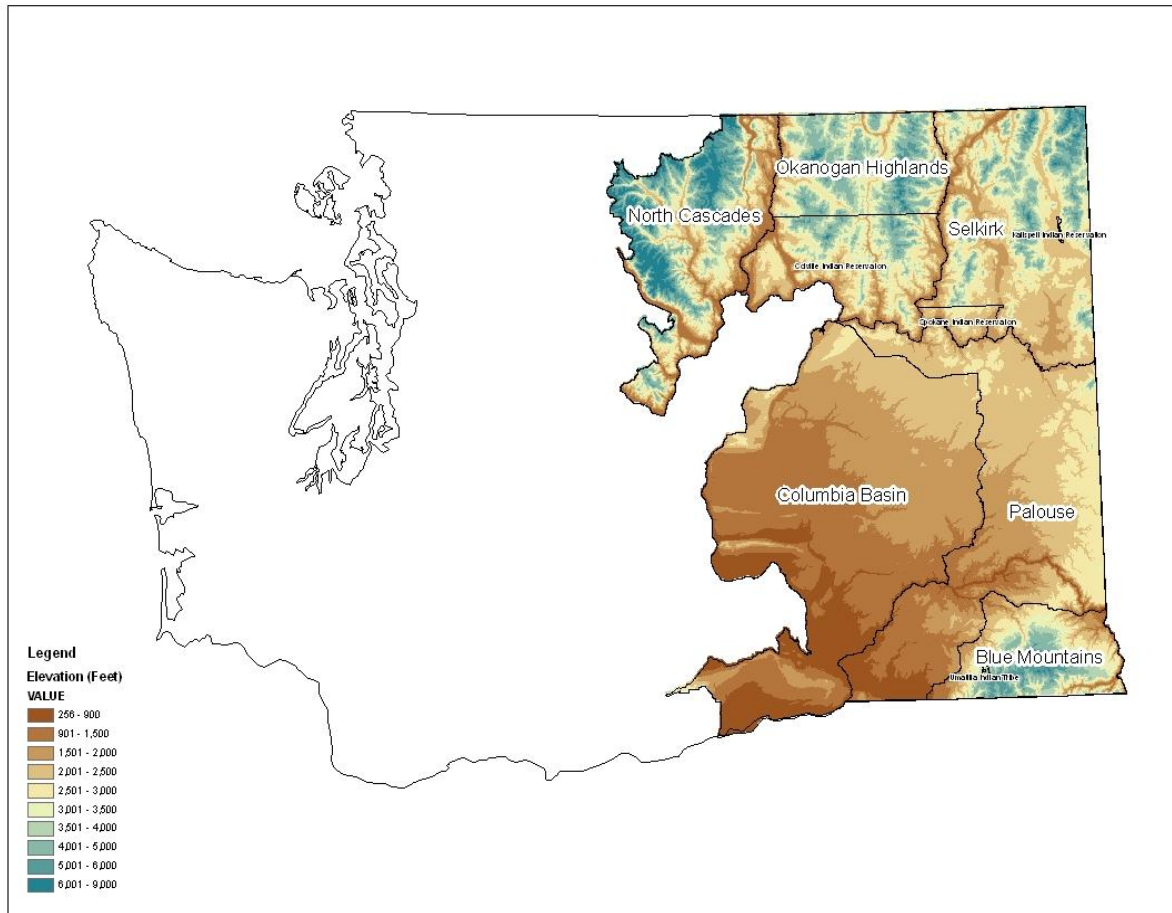 Okanogan Highlands
North Cascades
Selkirk
Kalispell Indian Reservation
Colville Indian Reservation
Spokane Indian Reservation
Columbia Basin
Palouse
Blue Mountains
Umatilla Indian Tribe
Legend
Elevation (Feet)
VALUE
256 - 900
901 - 1,500
1,501 - 2,000
2,001 - 2,500
2,501 - 3,000
3,001 - 3,500
3,501 - 4,000
4,001 - 5,000
5,001 - 6,000
6,001 - 9,000